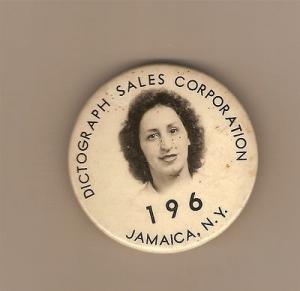 DICTOGRAPH SALES CORPORATION
196
JAMAICA, N.Y.